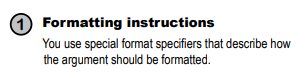 1 Formatting instructions
You use special format specifiers that describe how
the argument should be formatted.